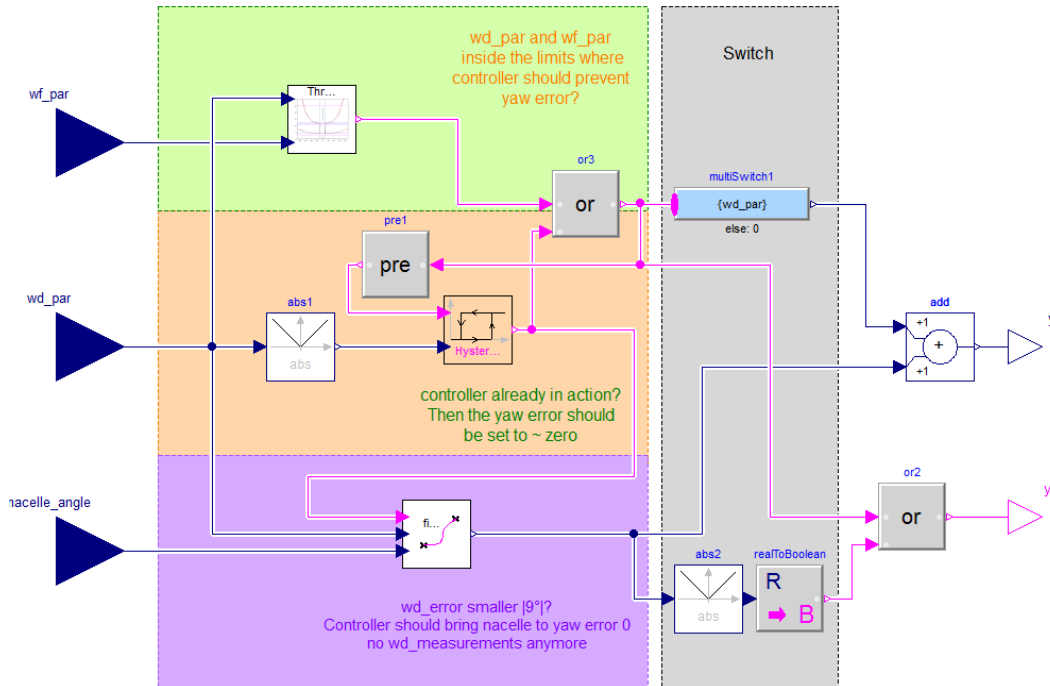 wd_par and wf_par
inside the limits where
controller should prevent
yaw error?
Switch
wf_par
Thr...
or3
or
multiSwitch1
{wd_par}
else: 0
pre1
pre
wd_par
abs1
abs
Hyster...
add
+1
+
+1
y
controller already in action?
Then the yaw error should
be set to ~ zero
nacelle_angle
fi...
or2
or
y
abs2
abs
realToBoolean
R
B
wd_error smaller |9°|?
Controller should bring nacelle to yaw error 0
no wd_measurements anymore